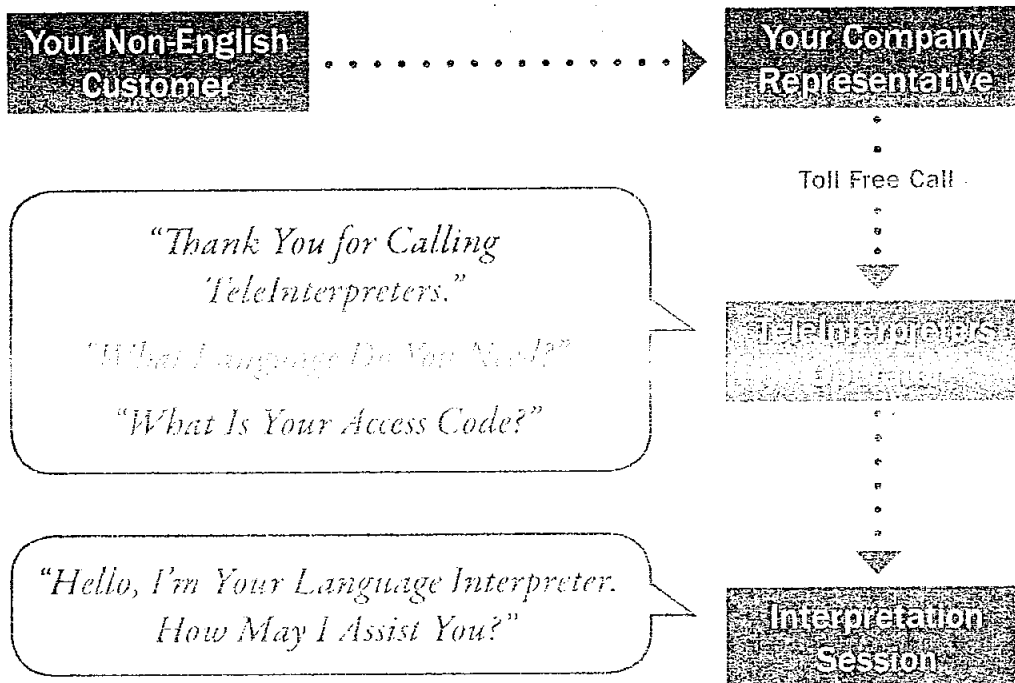 Your Non-English
Customer
Your Company
Representative
Toll Free Call
“Thank You for Calling
TeleInterpreters.”
“What Language Do You Need?”
“What Is Your Access Code?”
TeleInterpreters
“Hello, I'm Your Language Interpreter.
How May I Assist You?”
Interpretation
Session